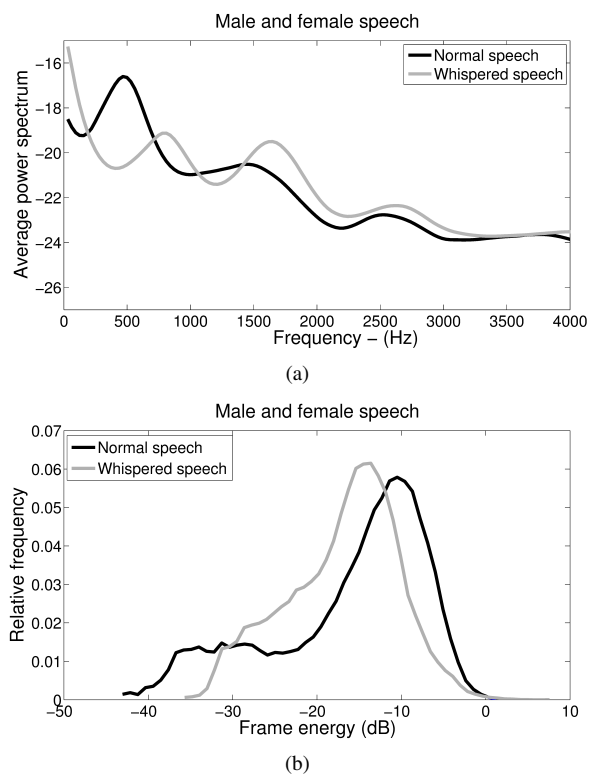 Male and female speech
Average power spectrum
−16
−18
−20
−22
−24
−26
Normal speech
Whispered speech
0 500 1000 1500 2000 2500 3000 3500 4000
Frequency − (Hz)
(a)
Male and female speech
Relative frequency
0.07
0.06
0.05
0.04
0.03
0.02
0.01
0
Normal speech
Whispered speech
−50 −40 −30 −20 −10 0 10
Frame energy (dB)
(b)